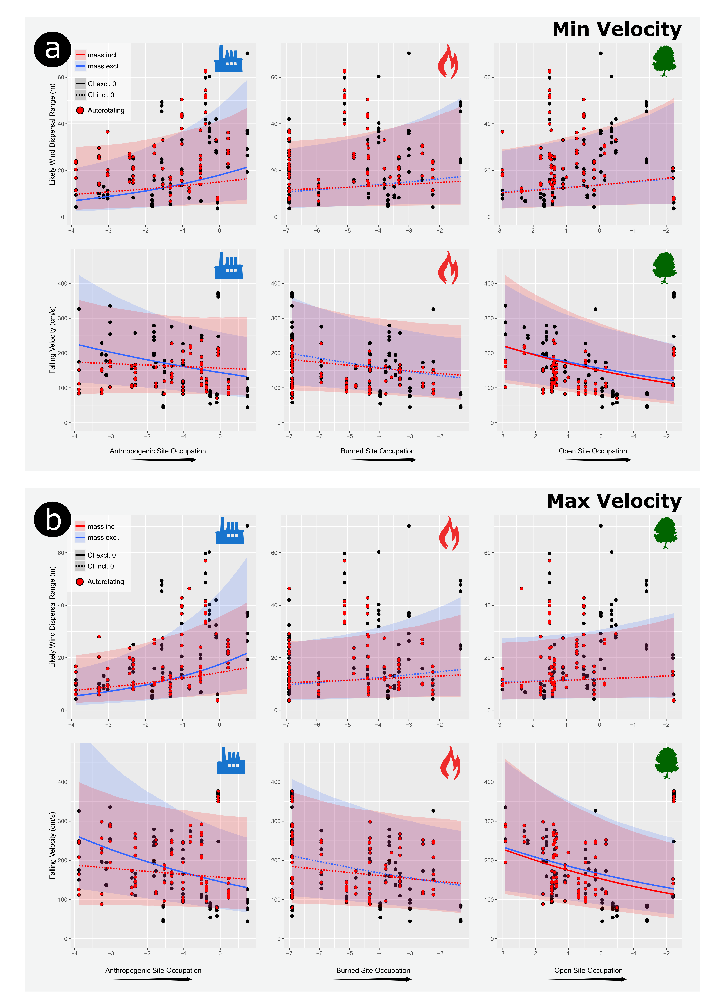 Min Velocity
a
mass incl.
mass excl.
CI excl. 0
CI incl. 0
Autorotating
Likely Wind Dispersal Range (m)
60
40
20
0
−4 −3 −2 −1 0
60
40
20
0
−7 −6 −5 −4 −3 −2
60
40
20
0
3 2 1 0 −1 −2
Falling Velocity (cm/s)
400
300
200
100
0
−4 −3 −2 −1 0
Anthropogenic Site Occupation
400
300
200
100
0
−7 −6 −5 −4 −3 −2
Burned Site Occupation
400
300
200
100
0
3 2 1 0 −1 −2
Open Site Occupation
Max Velocity
b
mass incl.
mass excl.
CI excl. 0
CI incl. 0
Autorotating
Likely Wind Dispersal Range (m)
60
40
20
0
−4 −3 −2 −1 0
60
40
20
0
−7 −6 −5 −4 −3 −2
60
40
20
0
3 2 1 0 −1 −2
Falling Velocity (cm/s)
400
300
200
100
0
−4 −3 −2 −1 0
Anthropogenic Site Occupation
400
300
200
100
0
−7 −6 −5 −4 −3 −2
Burned Site Occupation
400
300
200
100
0
3 2 1 0 −1 −2
Open Site Occupation